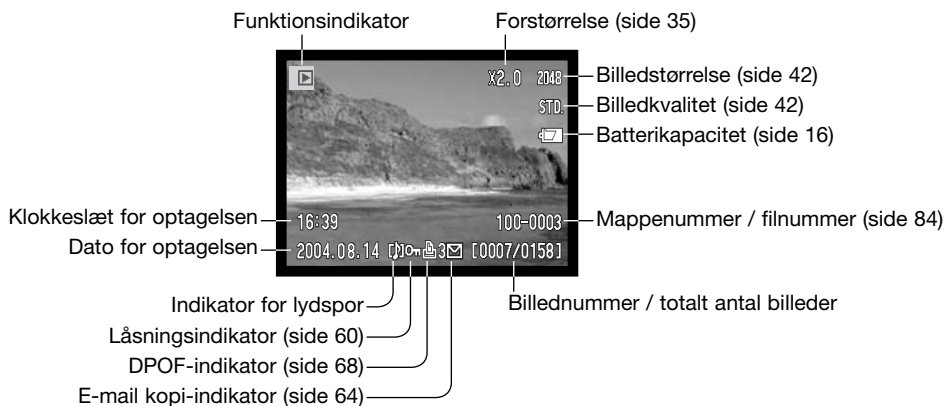 Funktionsindikator
Forstørrelse (side 35)
X2.0 2048
Billedstørrelse (side 42)
STD.
Billedkvalitet (side 42)
Batterikapacitet (side 16)
Klokkeslæt for optagelsen
16:39
100-0003
Mappenummer / filnummer (side 84)
Dato for optagelsen
2004.08.14 3 [0007/0158]
Indikator for lydspor
Billednummer / totalt antal billeder
Låsningsindikator (side 60)
DPOF-indikator (side 68)
E-mail kopi-indikator (side 64)